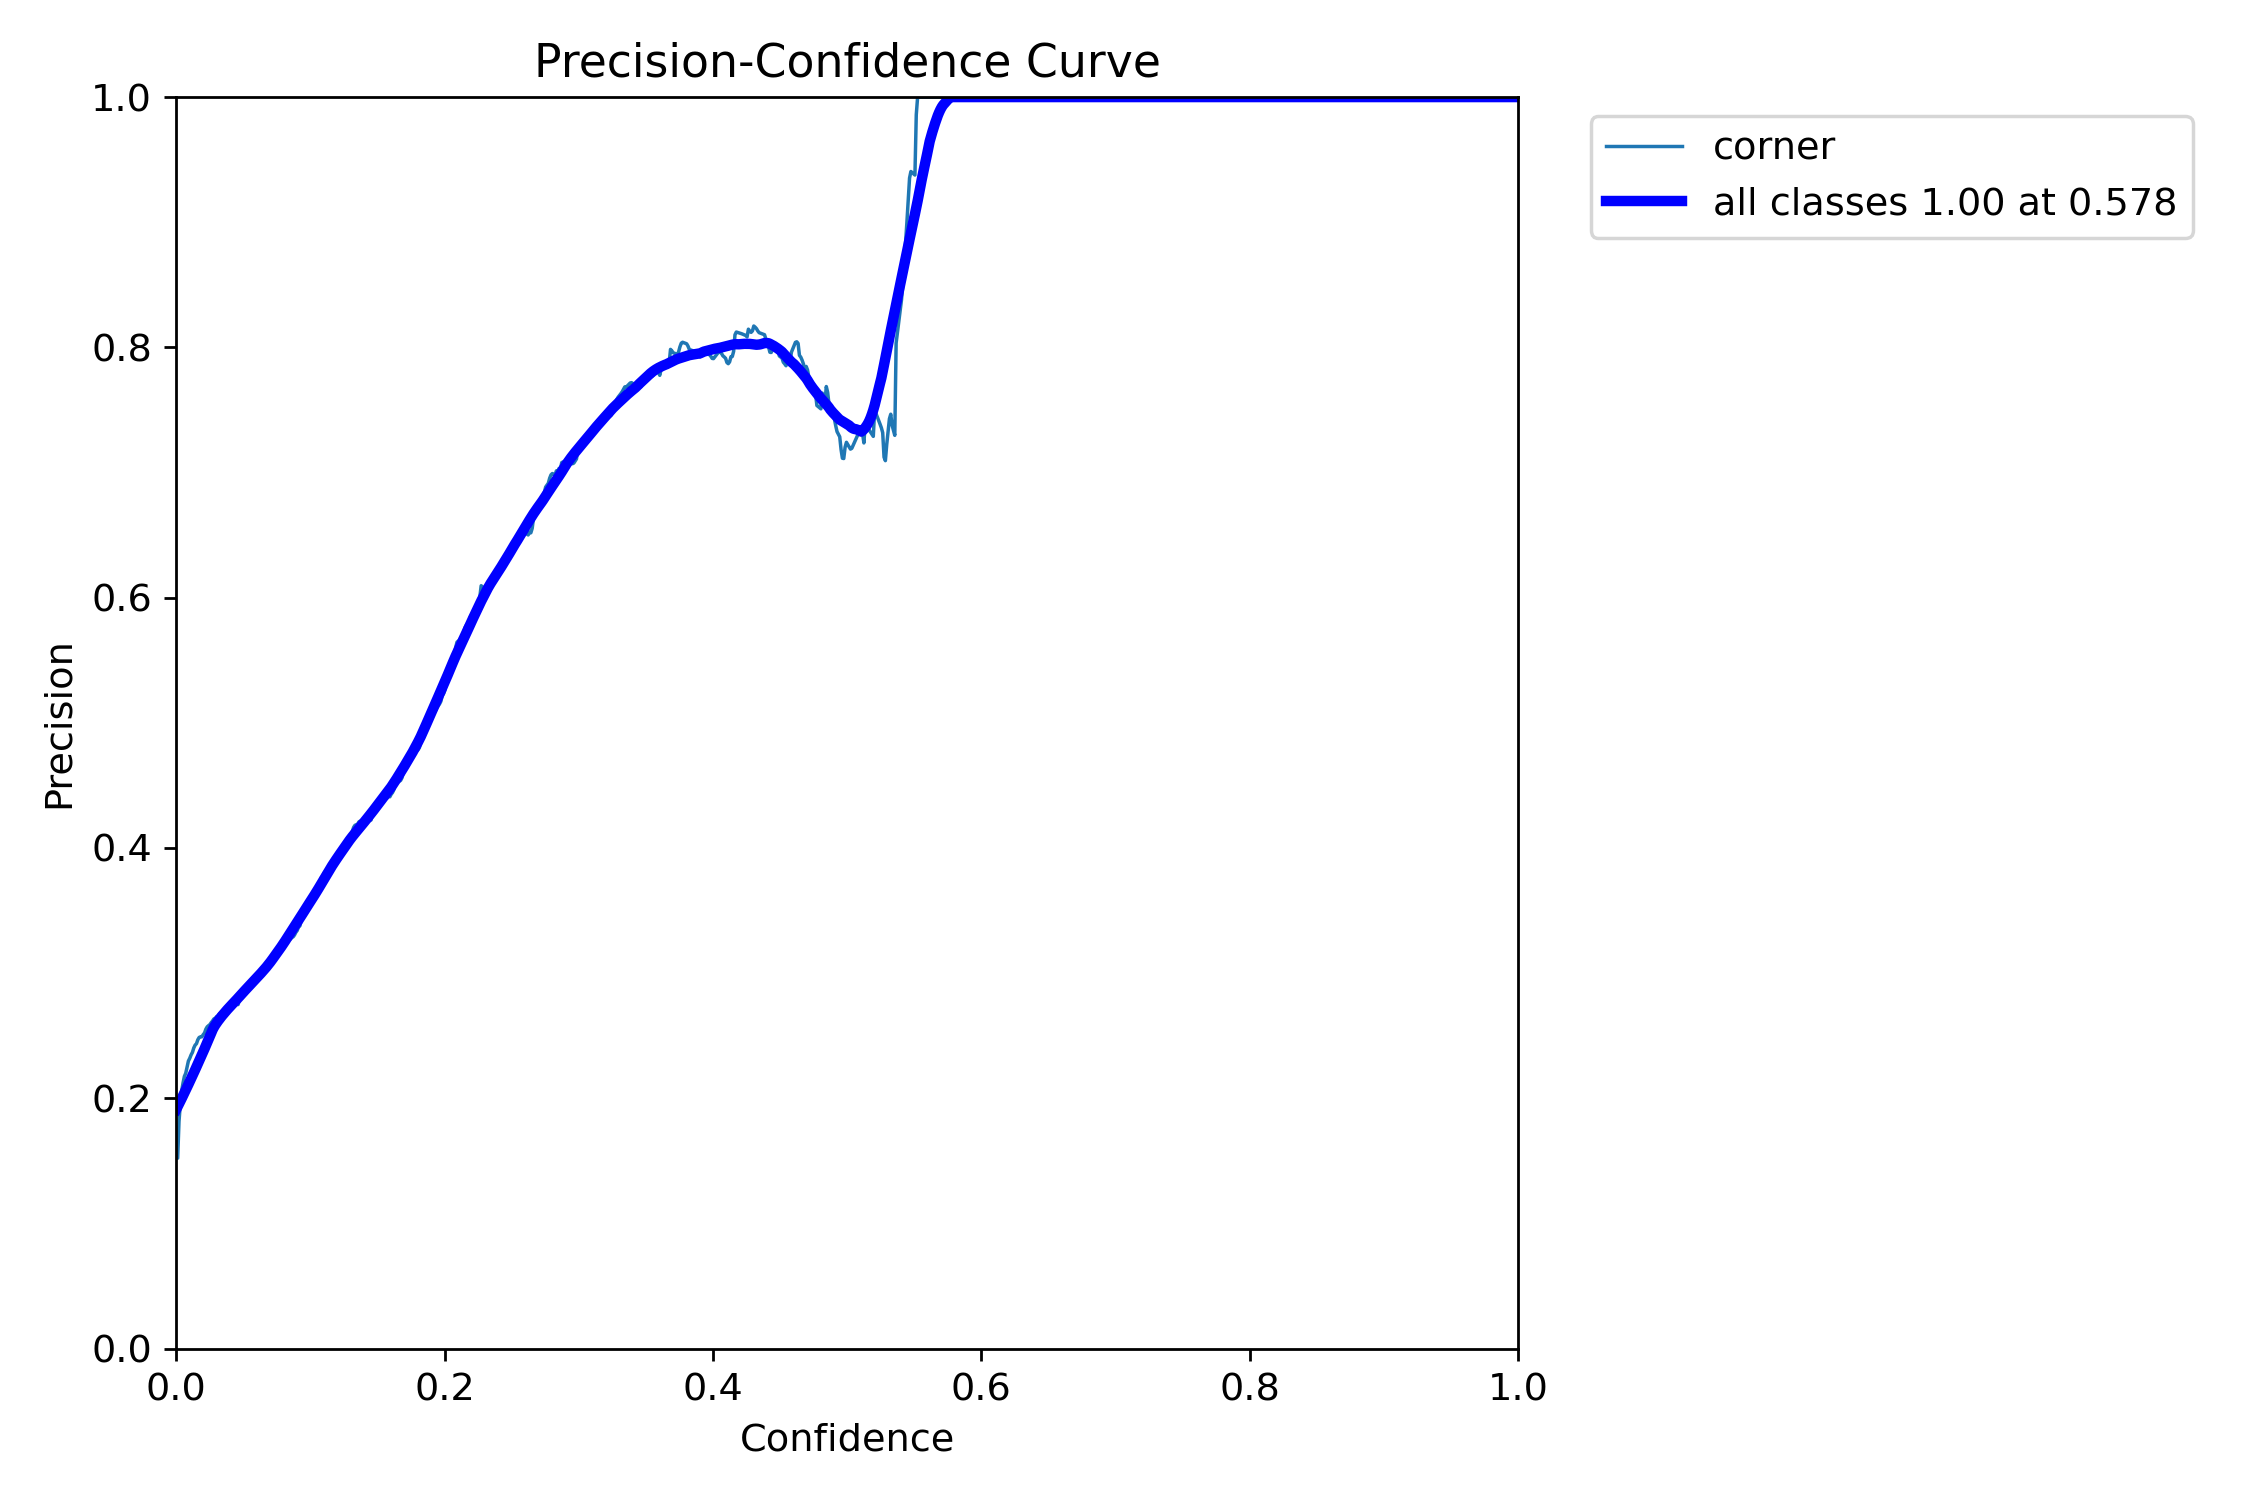 Precision-Confidence Curve
1.0
0.8
0.6
0.4
0.2
0.0
Precision
0.0 0.2 0.4 0.6 0.8 1.0
Confidence
corner
all classes 1.00 at 0.578